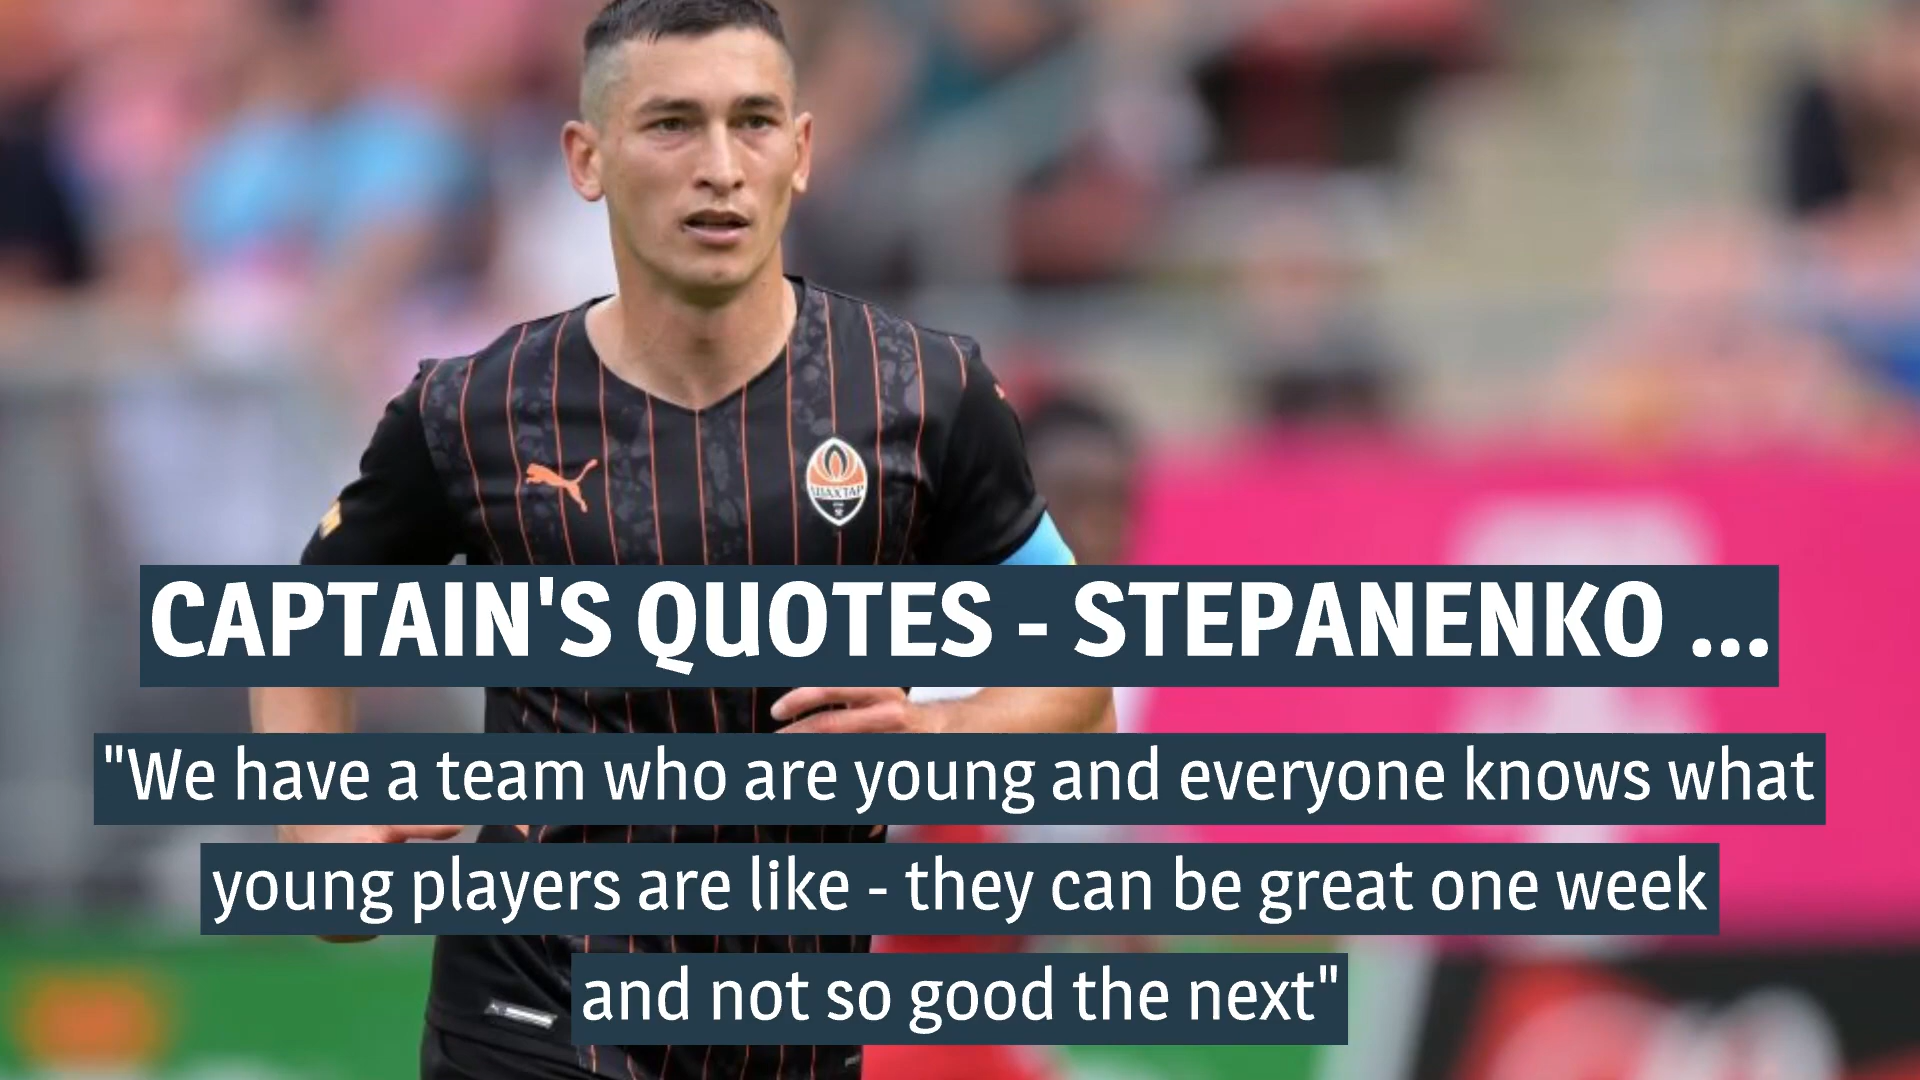 ШАХТАР
CAPTAIN'S QUOTES - STEPANENKO ...
"We have a team who are young and everyone knows what
young players are like - they can be great one week
and not so good the next"